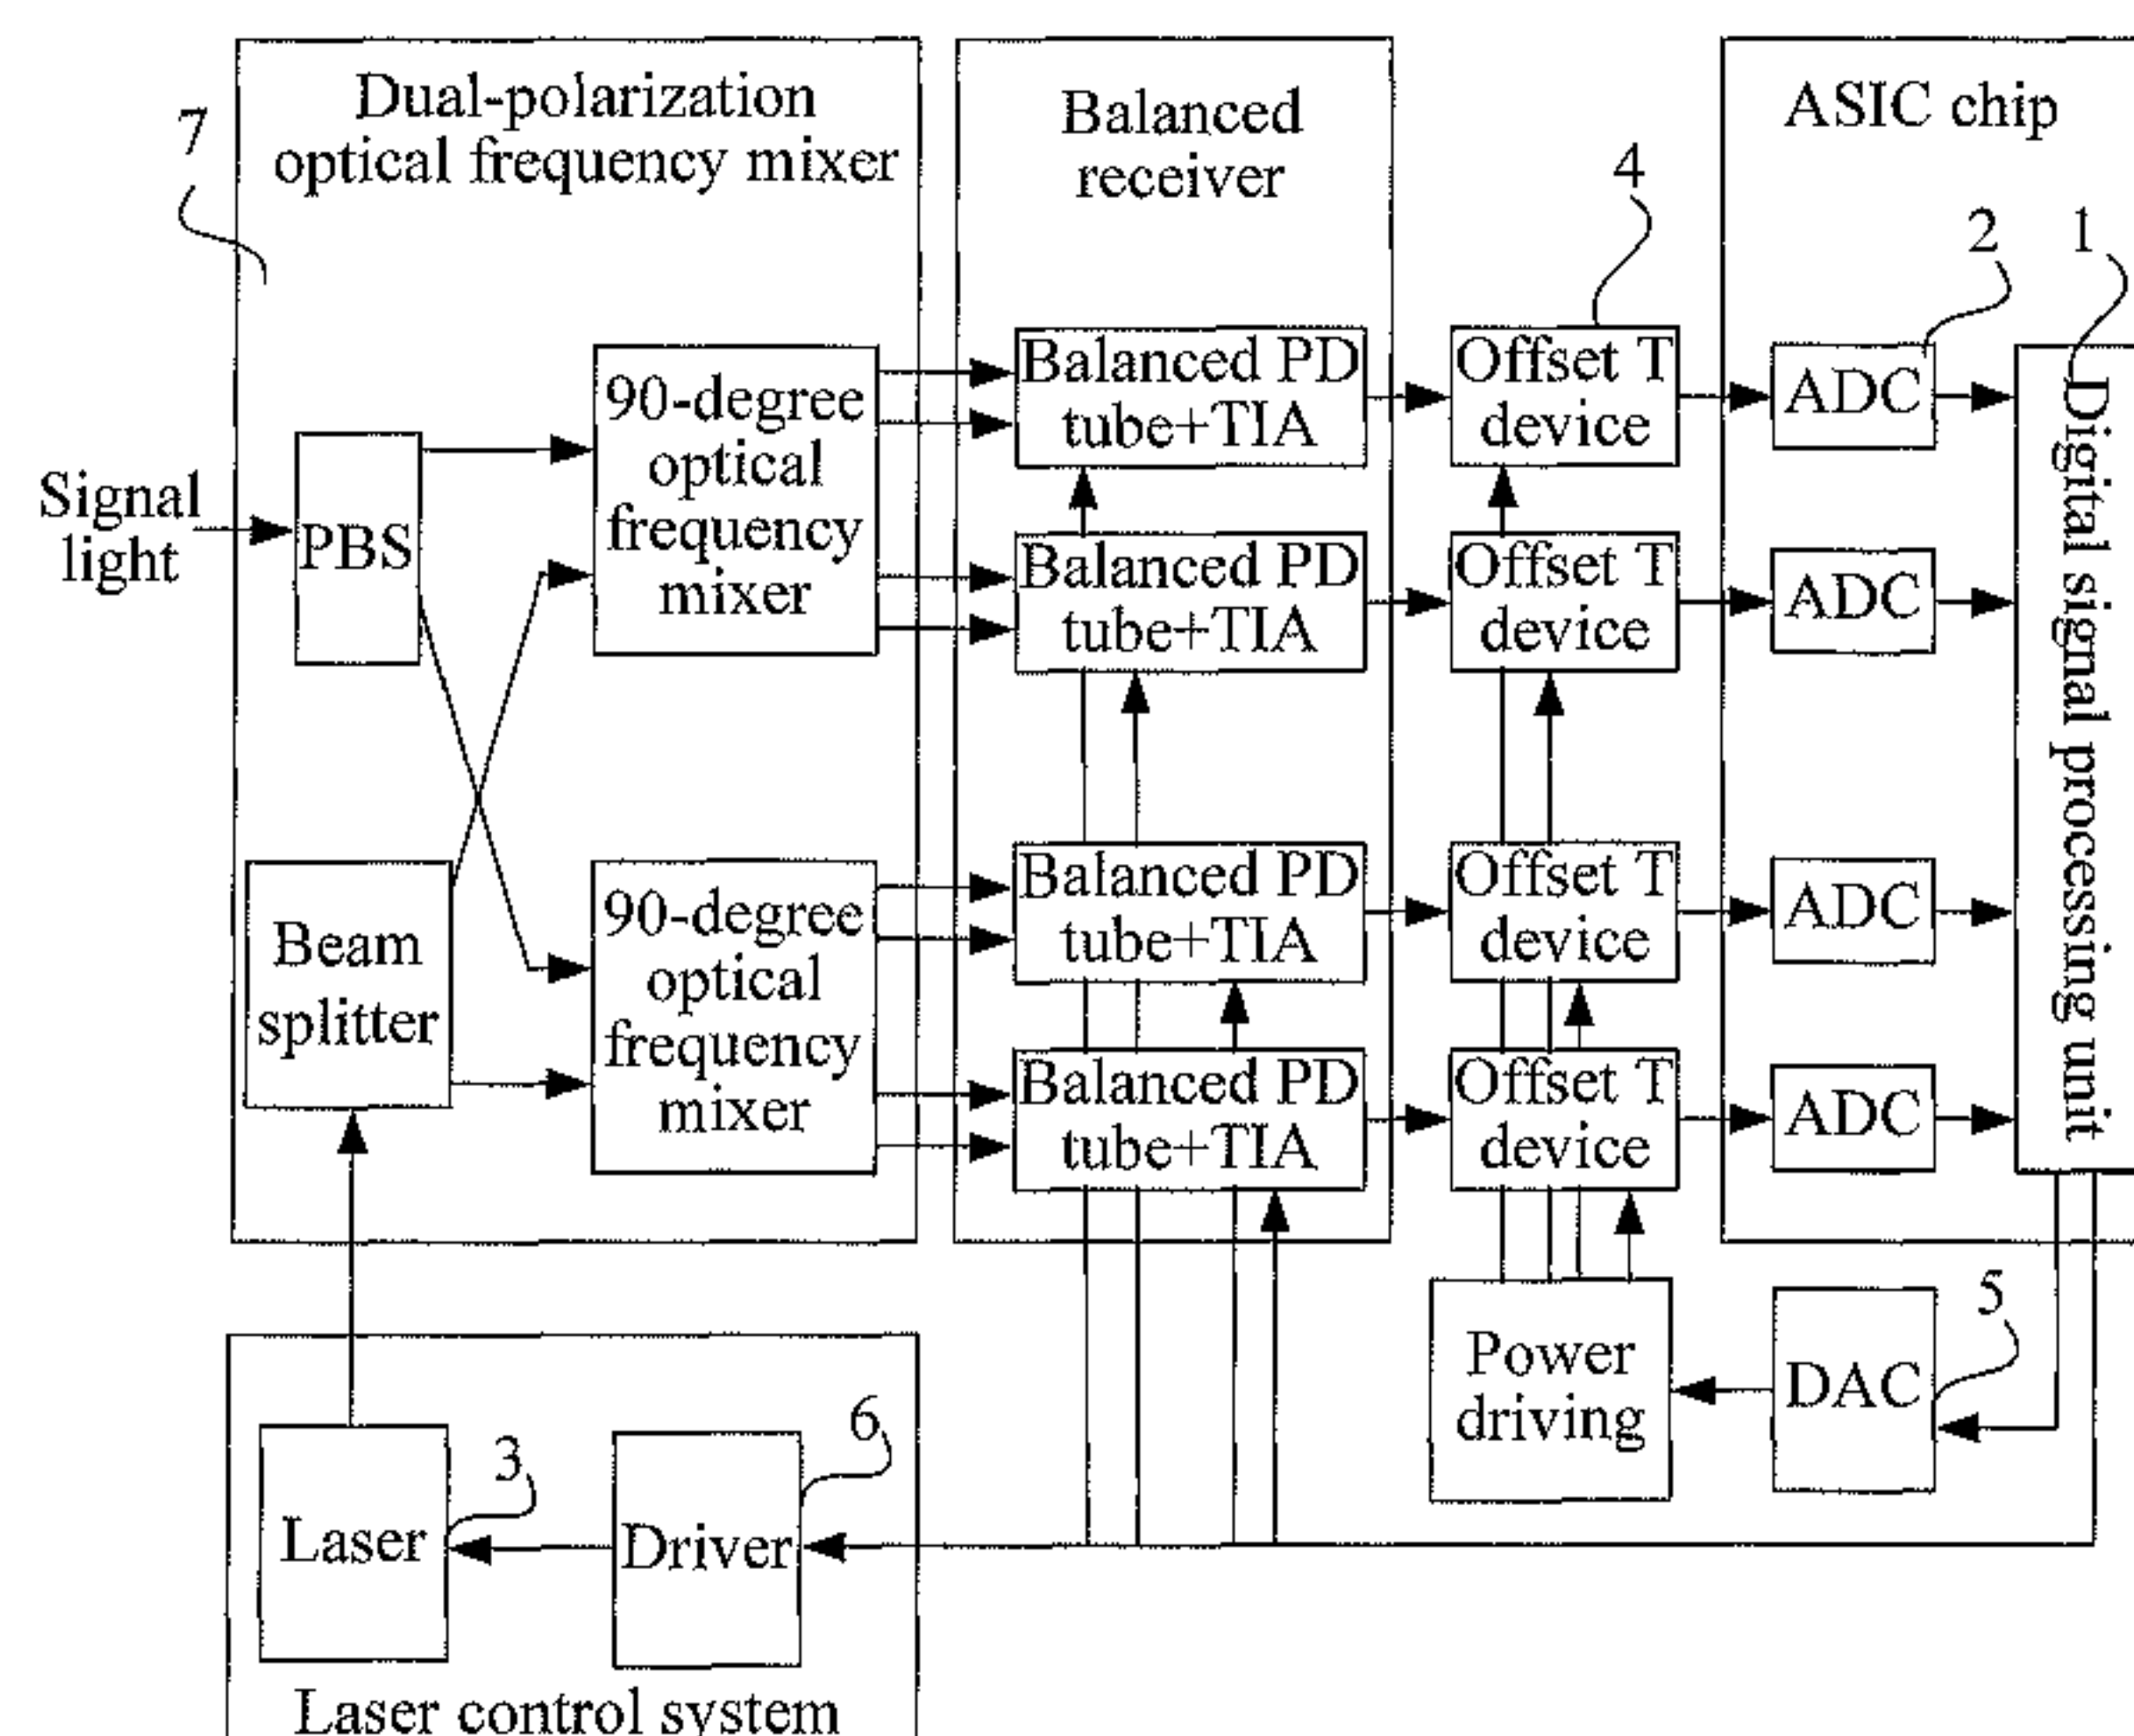 Dual-polarization
optical frequency mixer
7
Balanced
receiver
4
ASIC chip
2
1
Signal
light
PBS
90-degree
optical
frequency
mixer
Balanced PD
tube+TIA
Offset T
device
ADC
Balanced PD
tube+TIA
Offset T
device
ADC
Digital signal processing unit
Beam
splitter
90-degree
optical
frequency
mixer
Balanced PD
tube+TIA
Offset T
device
ADC
Balanced PD
tube+TIA
Offset T
device
ADC
Power
driving
DAC
5
Laser
3
Driver
6
Laser control system